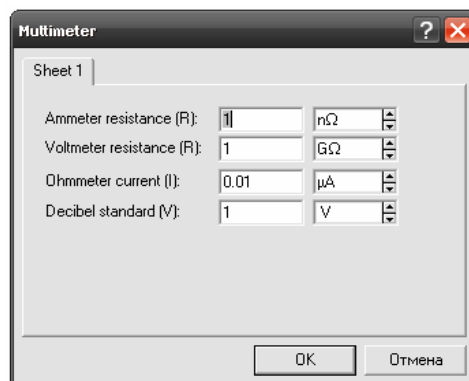 Multimeter ?
Sheet 1
Ammeter resistance (R): 1 nΩ
Voltmeter resistance (R): 1 GΩ
Ohmmeter current (I): 0.01 µA
Decibel standard (V): 1 V
OK Отмена